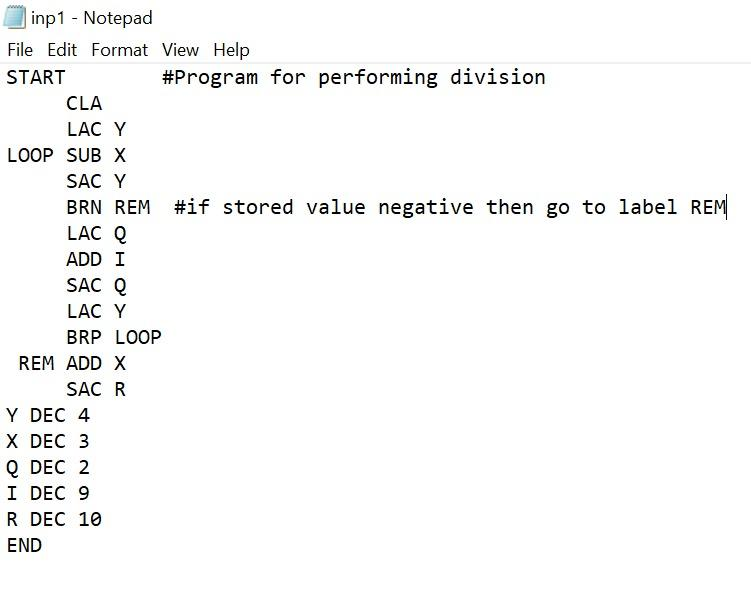 inp1 - Notepad
File Edit Format View Help
START        #Program for performing division
     CLA
     LAC Y
LOOP SUB X
     SAC Y
     BRN REM  #if stored value negative then go to label REM
     LAC Q
     ADD I
     SAC Q
     LAC Y
     BRP LOOP
 REM ADD X
     SAC R
Y DEC 4
X DEC 3
Q DEC 2
I DEC 9
R DEC 10
END